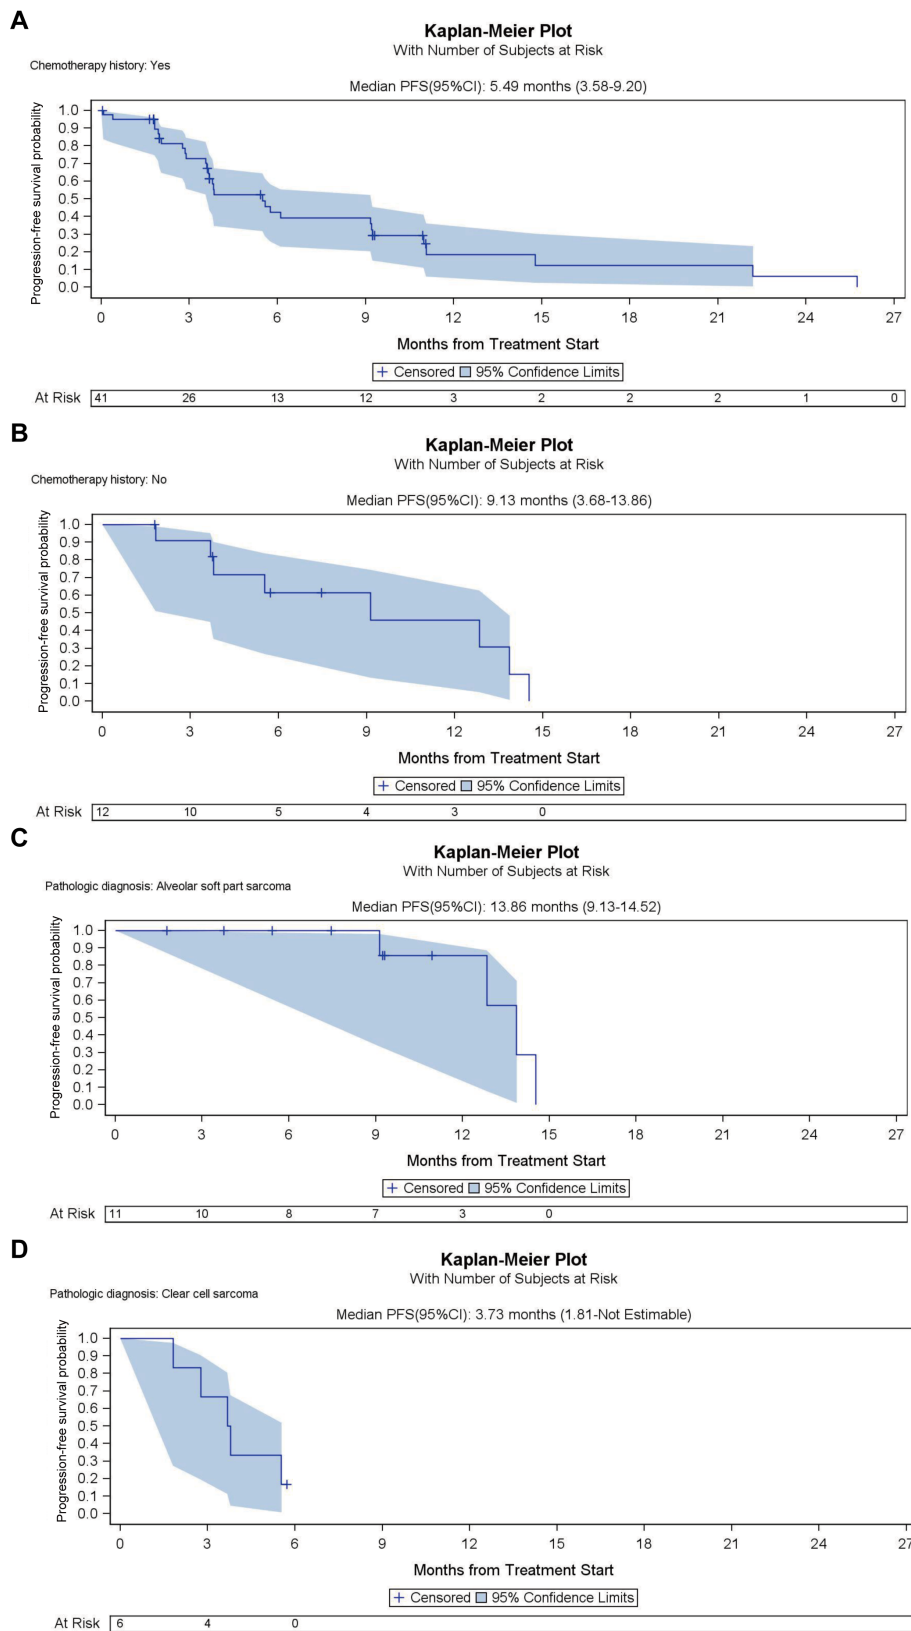 A
Kaplan-Meier Plot
With Number of Subjects at Risk
Chemotherapy history: Yes
Median PFS(95%CI): 5.49 months (3.58-9.20)
Progression-free survival probability
1.0
0.9
0.8
0.7
0.6
0.5
0.4
0.3
0.2
0.1
0.0
0 3 6 9 12 15 18 21 24 27
Months from Treatment Start
+ Censored 95% Confidence Limits
At Risk 41 26 13 12 3 2 2 2 1 0
B
Kaplan-Meier Plot
With Number of Subjects at Risk
Chemotherapy history: No
Median PFS(95%CI): 9.13 months (3.68-13.86)
Progression-free survival probability
1.0
0.9
0.8
0.7
0.6
0.5
0.4
0.3
0.2
0.1
0.0
0 3 6 9 12 15 18 21 24 27
Months from Treatment Start
+ Censored 95% Confidence Limits
At Risk 12 10 5 4 3 0
C
Kaplan-Meier Plot
With Number of Subjects at Risk
Pathologic diagnosis: Alveolar soft part sarcoma
Median PFS(95%CI): 13.86 months (9.13-14.52)
Progression-free survival probability
1.0
0.9
0.8
0.7
0.6
0.5
0.4
0.3
0.2
0.1
0.0
0 3 6 9 12 15 18 21 24 27
Months from Treatment Start
+ Censored 95% Confidence Limits
At Risk 11 10 8 7 3 0
D
Kaplan-Meier Plot
With Number of Subjects at Risk
Pathologic diagnosis: Clear cell sarcoma
Median PFS(95%CI): 3.73 months (1.81-Not Estimable)
Progression-free survival probability
1.0
0.9
0.8
0.7
0.6
0.5
0.4
0.3
0.2
0.1
0.0
0 3 6 9 12 15 18 21 24 27
Months from Treatment Start
+ Censored 95% Confidence Limits
At Risk 6 4 0